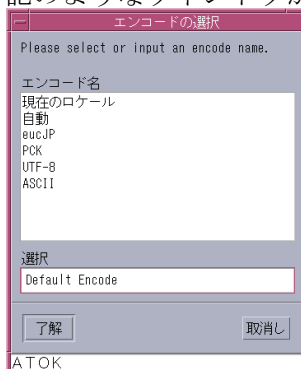 エンコードの選択
Please select or input an encode name.
エンコード名
現在のロケール
自動
eucJP
PCK
UTF-8
ASCII
選択
Default Encode
了解
取消し
ATOK